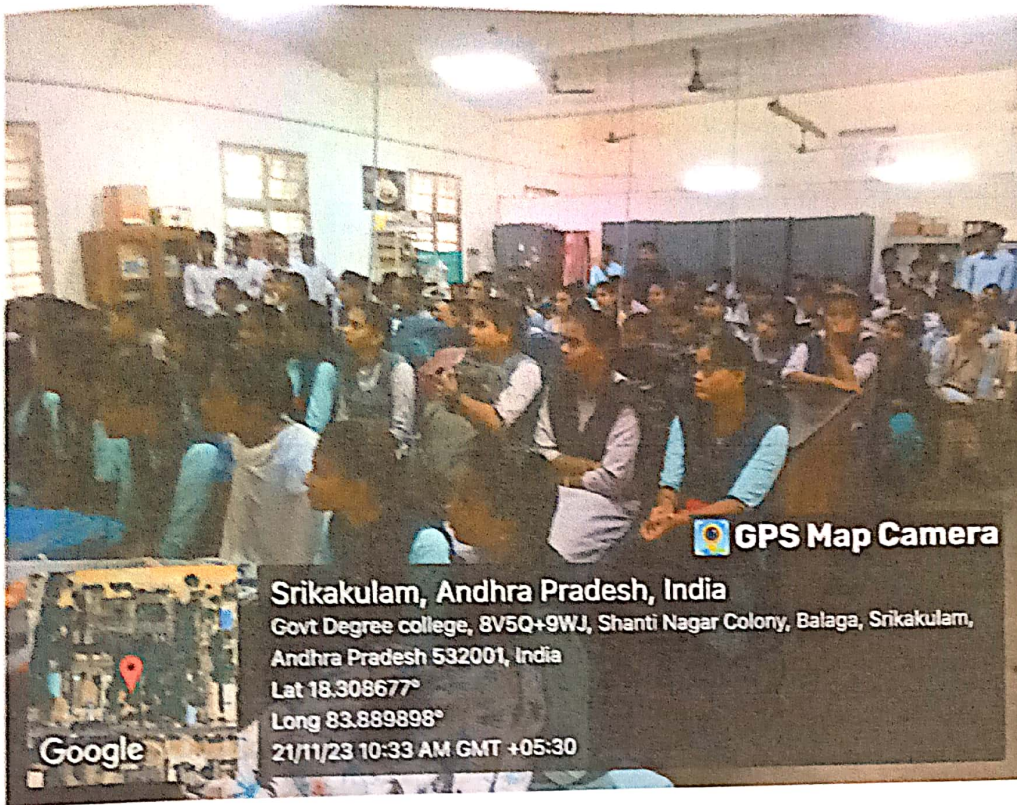 GPS Map Camera
Srikakulam, Andhra Pradesh, India
Govt Degree college, 8V5Q+9WJ, Shanti Nagar Colony, Balaga, Srikakulam,
Andhra Pradesh 532001, India
Lat 18.308677°
Long 83.889898°
21/11/23 10:33 AM GMT +05:30
Google